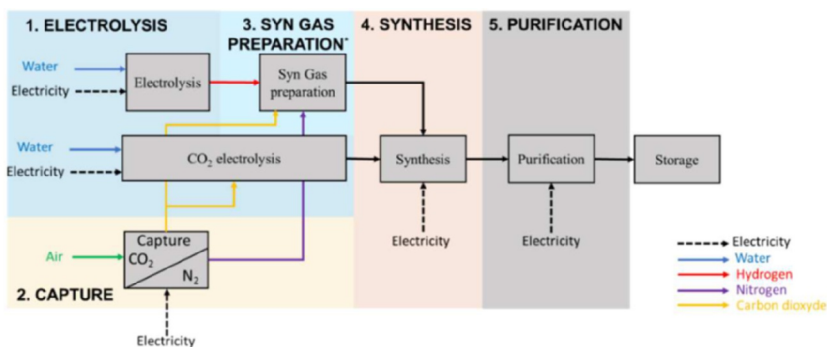 1. ELECTROLYSIS
3. SYN GAS
PREPARATION*
4. SYNTHESIS
5. PURIFICATION
Water
Electricity
Electrolysis
Syn Gas
preparation
Water
Electricity
CO2 electrolysis
Synthesis
Purification
Storage
Electricity
Electricity
Air
Capture
CO2
N2
2. CAPTURE
Electricity
Electricity
Water
Hydrogen
Nitrogen
Carbon dioxyde